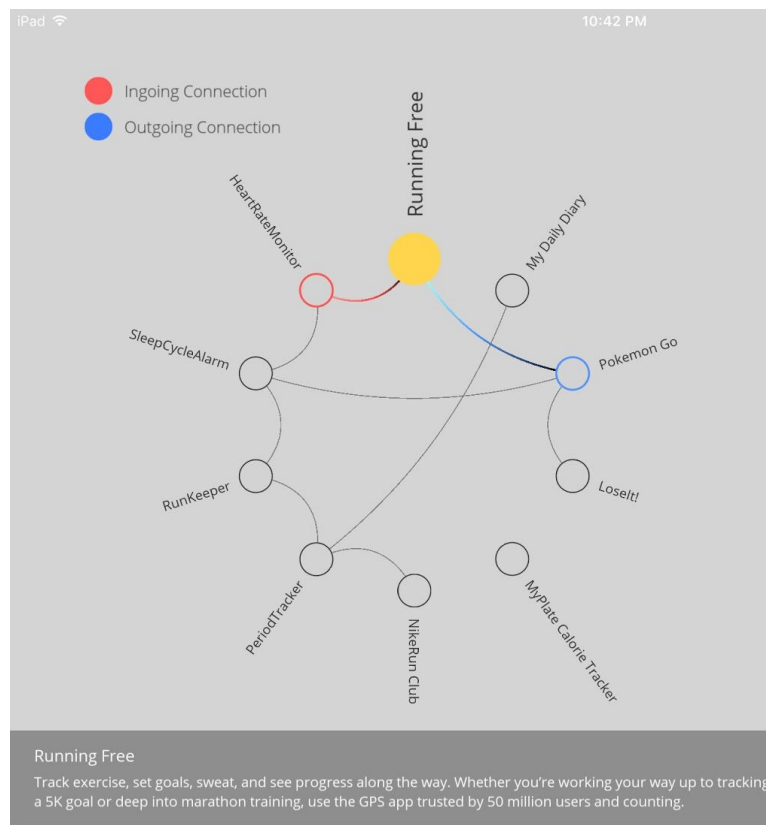 iPad
10:42 PM
Ingoing Connection
Outgoing Connection
Running Free
HeartRateMonitor
My Daily Diary
SleepCycleAlarm
Pokemon Go
RunKeeper
LoseIt!
PeriodTracker
NikeRun Club
MyPlate Calorie Tracker
Running Free
Track exercise, set goals, sweat, and see progress along the way. Whether you're working your way up to tracking
a 5K goal or deep into marathon training, use the GPS app trusted by 50 million users and counting.